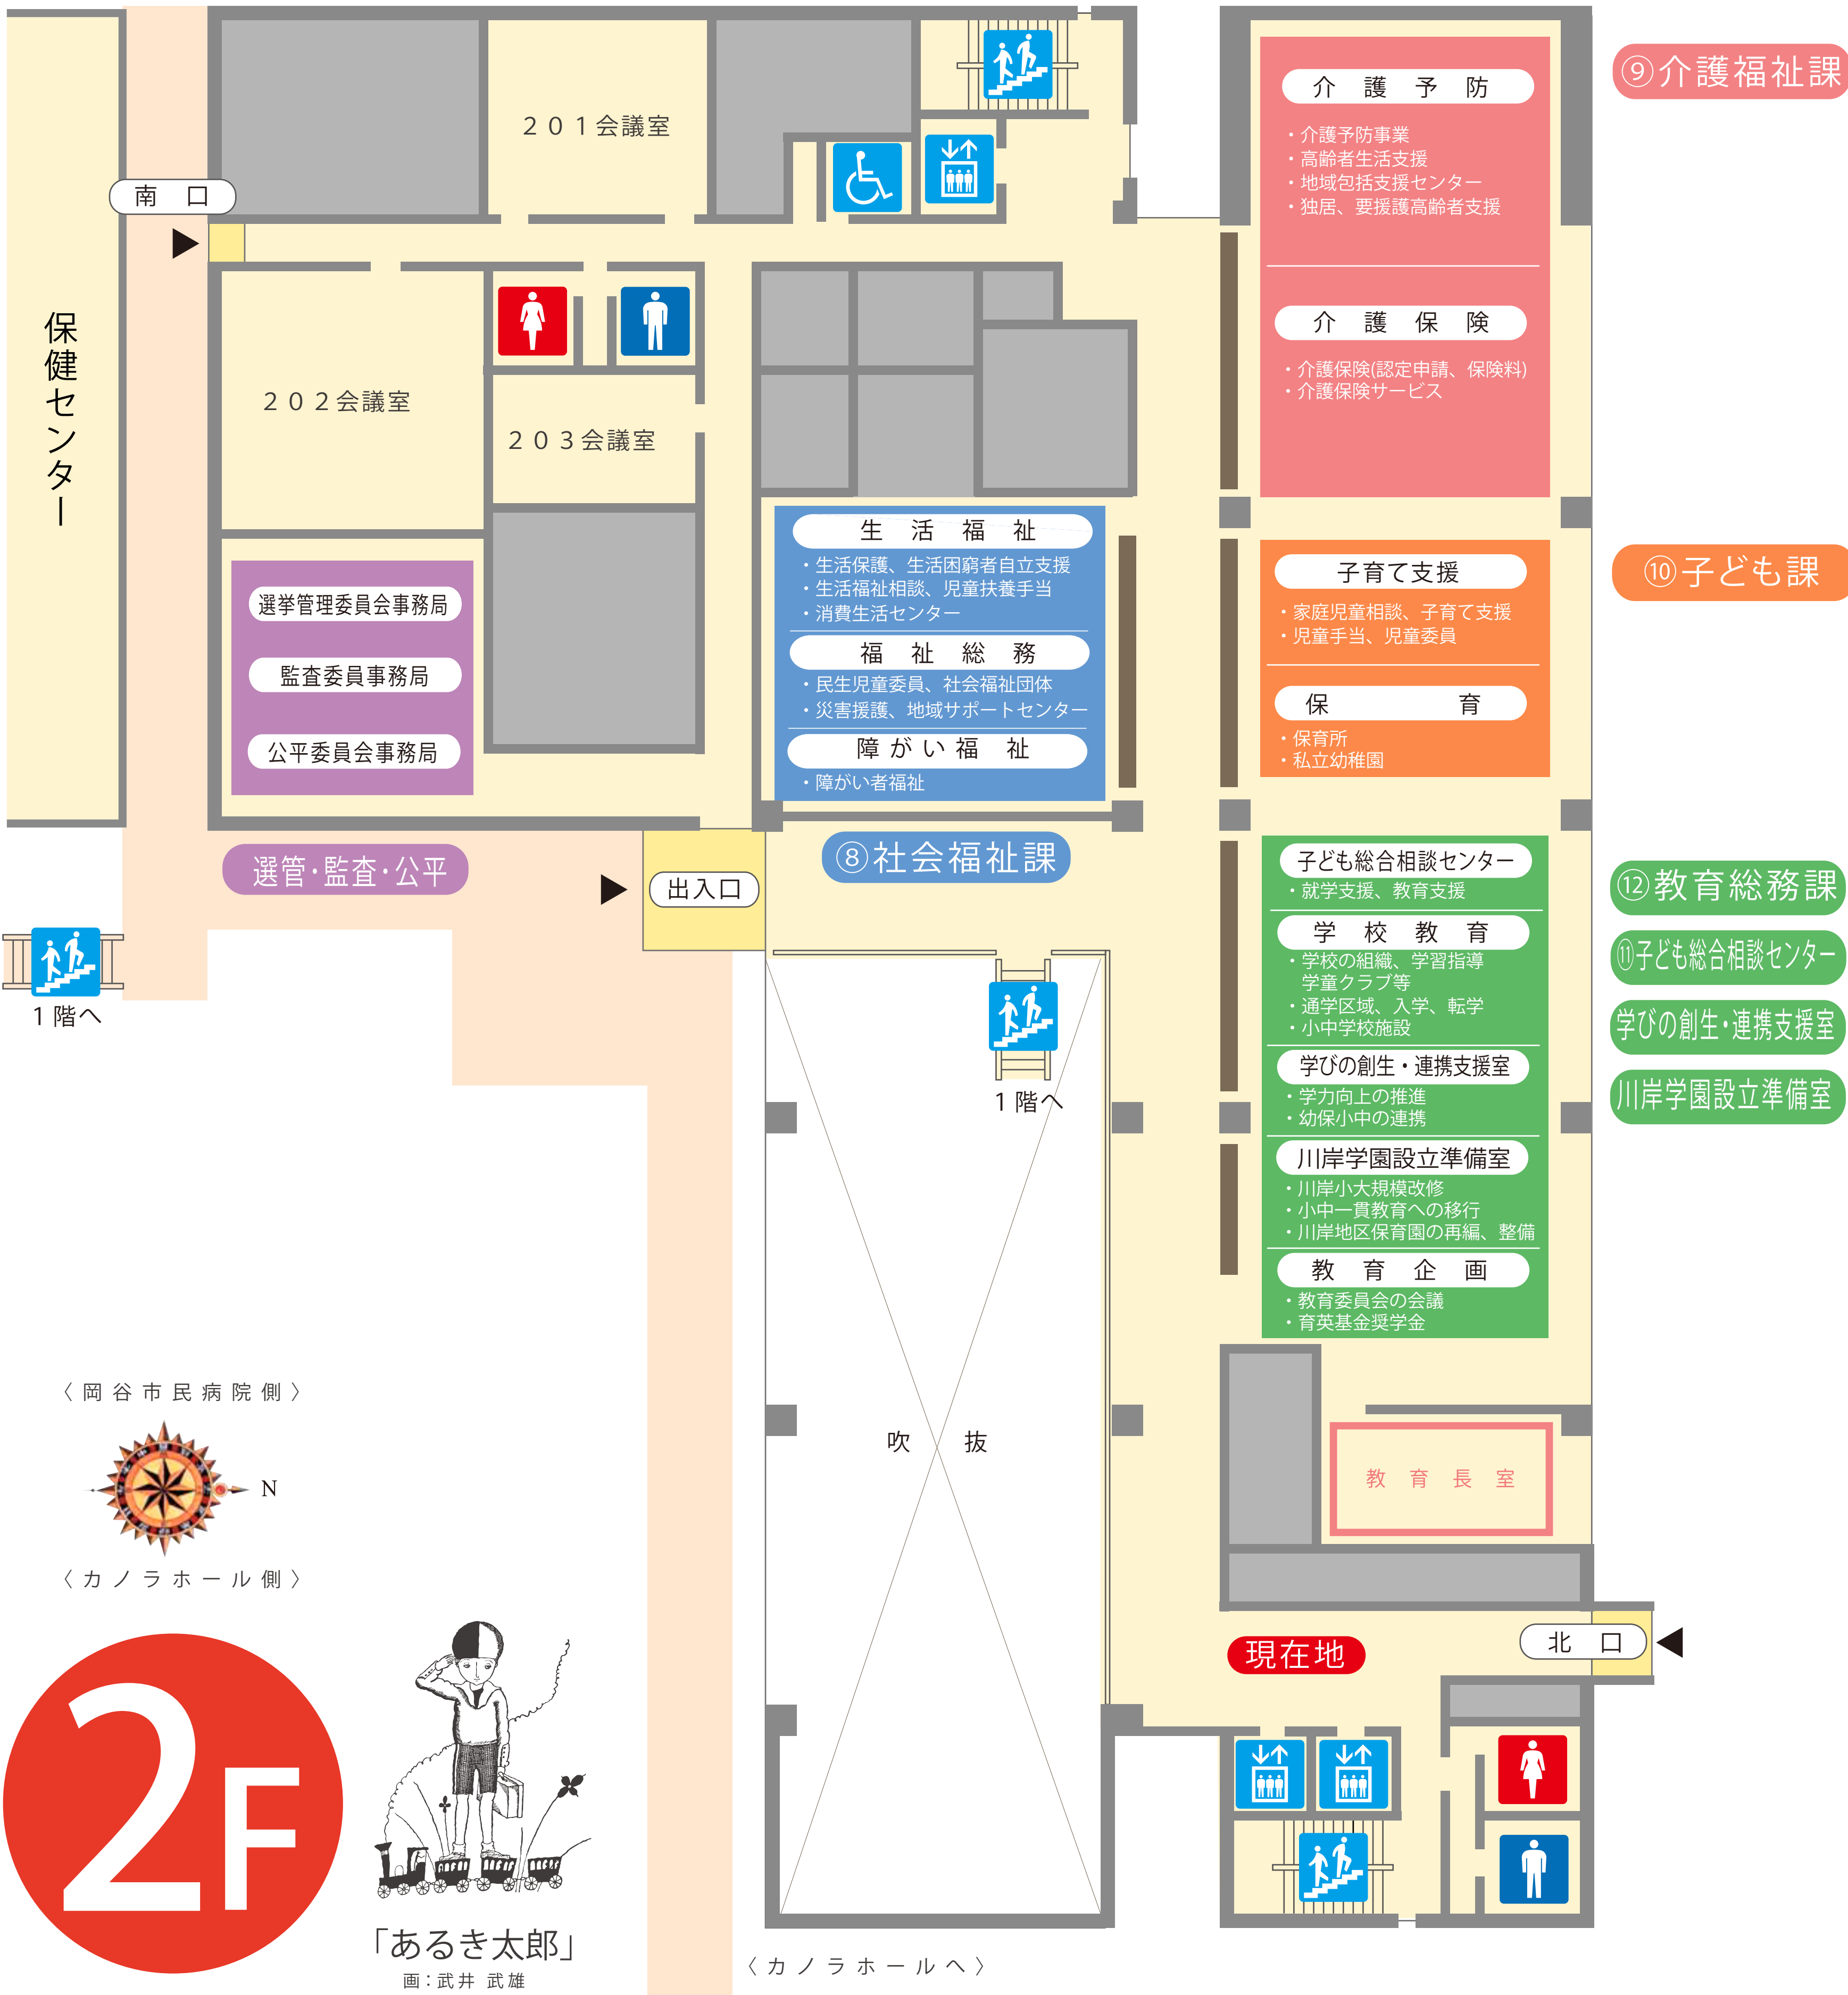 ⑨介護福祉課
介護予防
・介護予防事業
・高齢者生活支援
・地域包括支援センター
・独居、要援護高齢者支援
介護保険
・介護保険(認定申請、保険料)
・介護保険サービス
201会議室
南口
保健センター
202会議室
203会議室
選挙管理委員会事務局
監査委員事務局
公平委員会事務局
選管・監査・公平
生活福祉
・生活保護、生活困窮者自立支援
・生活福祉相談、児童扶養手当
・消費生活センター
福祉総務
・民生児童委員、社会福祉団体
・災害援護、地域サポートセンター
障がい福祉
・障がい者福祉
⑧社会福祉課
出入口
⑩子ども課
子育て支援
・家庭児童相談、子育て支援
・児童手当、児童委員
保育
・保育所
・私立幼稚園
⑫教育総務課
⑪子ども総合相談センター
学びの創生・連携支援室
川岸学園設立準備室
子ども総合相談センター
・就学支援、教育支援
学校教育
・学校の組織、学習指導
学童クラブ等
・通学区域、入学、転学
・小中学校施設
学びの創生・連携支援室
・学力向上の推進
・幼保小中の連携
川岸学園設立準備室
・川岸小大規模改修
・小中一貫教育への移行
・川岸地区保育園の再編、整備
教育企画
・教育委員会の会議
・育英基金奨学金
1階へ
1階へ
吹抜
教育長室
〈岡谷市民病院側〉
N
〈カノラホール側〉
現在地
北口
2F
「あるき太郎」
画：武井 武雄
〈カノラホールへ〉